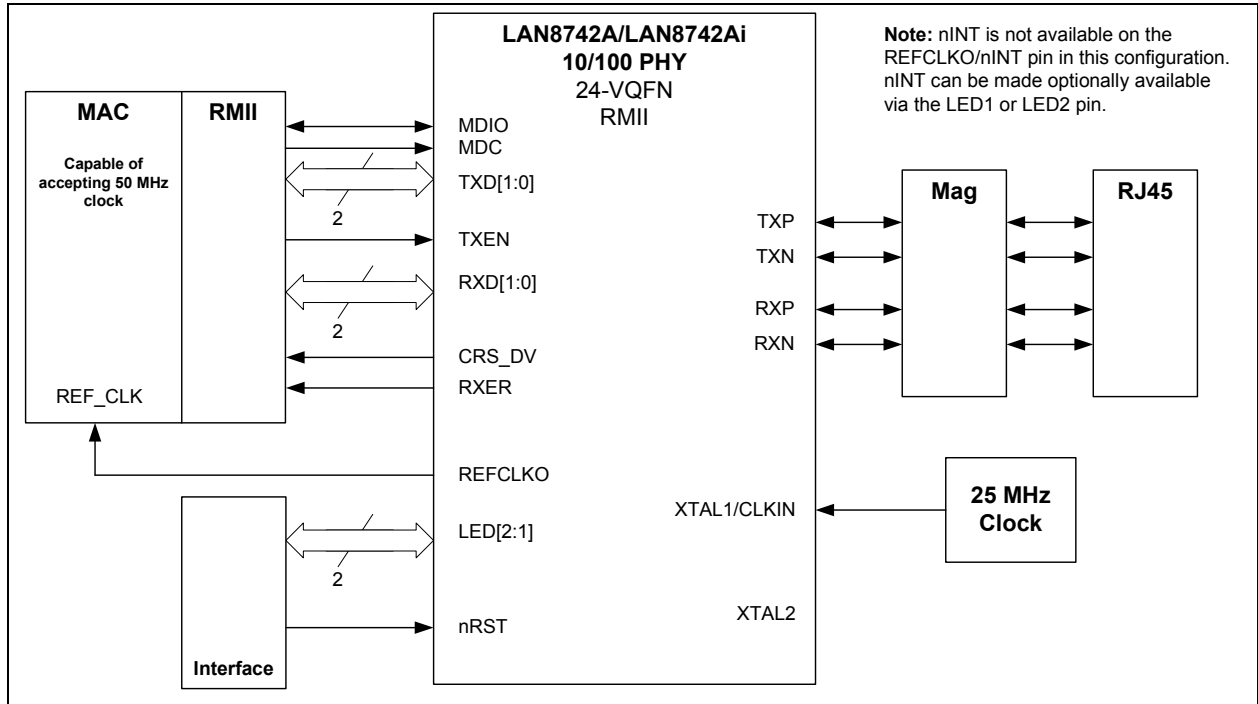 LAN8742A/LAN8742Ai
10/100 PHY
24-VQFN
RMII
Note: nINT is not available on the
REFCLKO/nINT pin in this configuration.
nINT can be made optionally available
via the LED1 or LED2 pin.
MAC
RMII
Capable of
accepting 50 MHz
clock
REF_CLK
MDIO
MDC
TXD[1:0]
2
TXEN
RXD[1:0]
2
CRS_DV
RXER
REFCLKO
LED[2:1]
2
nRST
Interface
TXP
TXN
RXP
RXN
Mag
RJ45
XTAL1/CLKIN
25 MHz
Clock
XTAL2